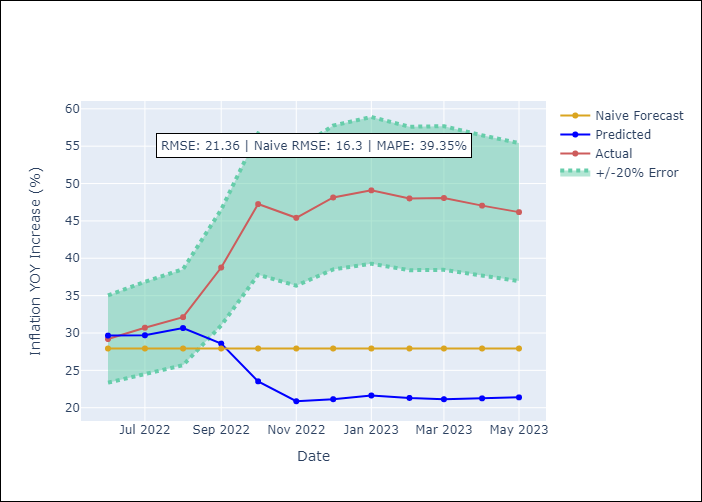 RMSE: 21.36 | Naive RMSE: 16.3 | MAPE: 39.35%
Inflation YOY Increase (%)
60
55
50
45
40
35
30
25
20
Jul 2022 Sep 2022 Nov 2022 Jan 2023 Mar 2023 May 2023
Date
Naive Forecast
Predicted
Actual
+/-20% Error